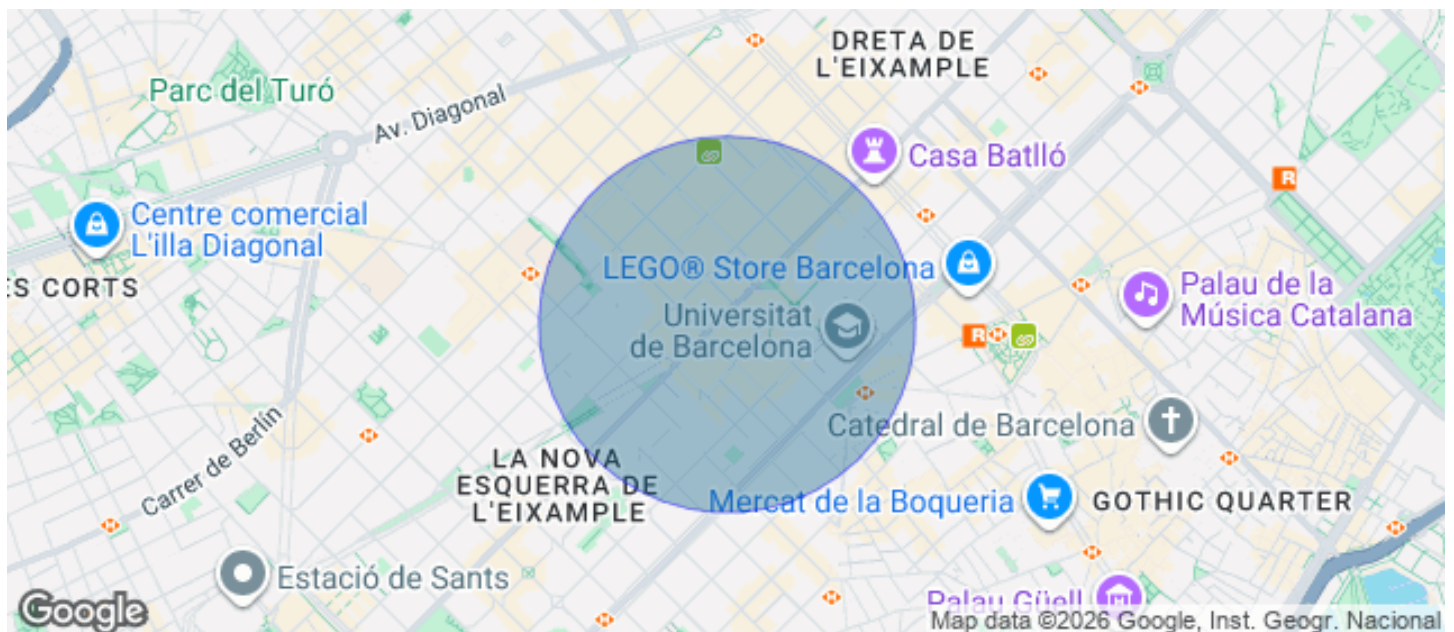 DRETA DE
L'EIXAMPLE
Parc del Turó
Av. Diagonal
Casa Batlló
R
Centre comercial
L'illa Diagonal
LEGO® Store Barcelona
ES CORTS
Palau de la
Música Catalana
Universitat
de Barcelona
R
Catedral de Barcelona
Carrer de Berlín
LA NOVA
ESQUERRA DE
L'EIXAMPLE
Mercat de la Boqueria
GOTHIC QUARTER
Estació de Sants
Palau Güell
Google
Map data ©2026 Google, Inst. Geogr. Nacional